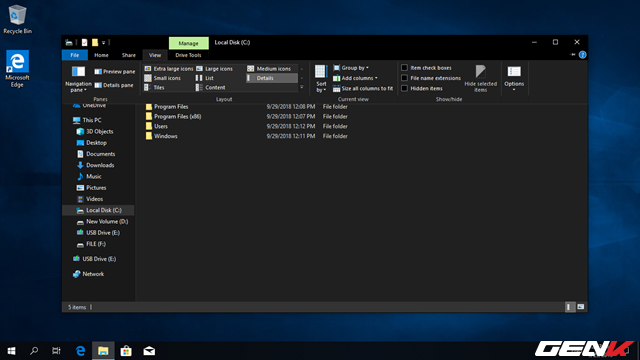 Recycle Bin
Microsoft Edge
Manage
Local Disk (C:)
File
Home
Share
View
Drive Tools
Navigation pane
Preview pane
Details pane
Panes
Extra large icons
Large icons
Medium icons
Small icons
List
Details
Tiles
Content
Layout
Sort by
Group by
Add columns
Size all columns to fit
Current view
Item check boxes
File name extensions
Hidden items
Hide selected items
Show/hide
Options
OneDrive
This PC
3D Objects
Desktop
Documents
Downloads
Music
Pictures
Videos
Local Disk (C:)
New Volume (D:)
USB Drive (E:)
FILE (F:)
USB Drive (E:)
Network
Program Files 9/29/2018 12:08 PM File folder
Program Files (x86) 9/29/2018 12:07 PM File folder
Users 9/29/2018 12:12 PM File folder
Windows 9/29/2018 12:11 PM File folder
5 items
GENK